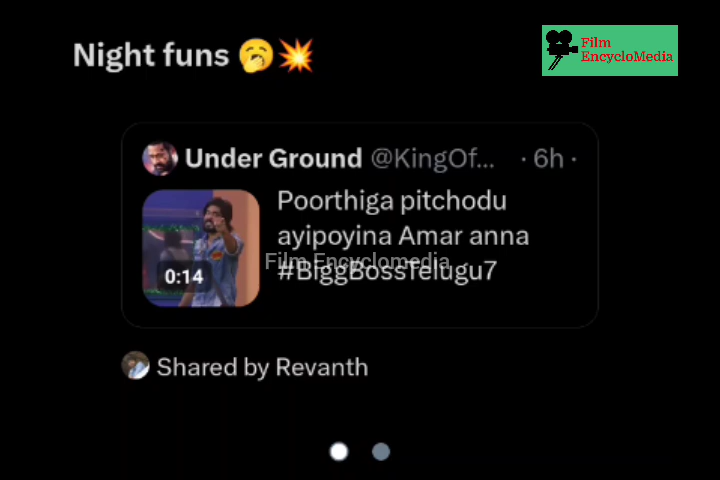 Night funs 🥱💥
Film
EncycloMedia
Under Ground @KingOf... · 6h ·
Poorthiga pitchodu
ayipoyina Amar anna
Film Encyclomedia
#BiggBossTelugu7
0:14
Shared by Revanth